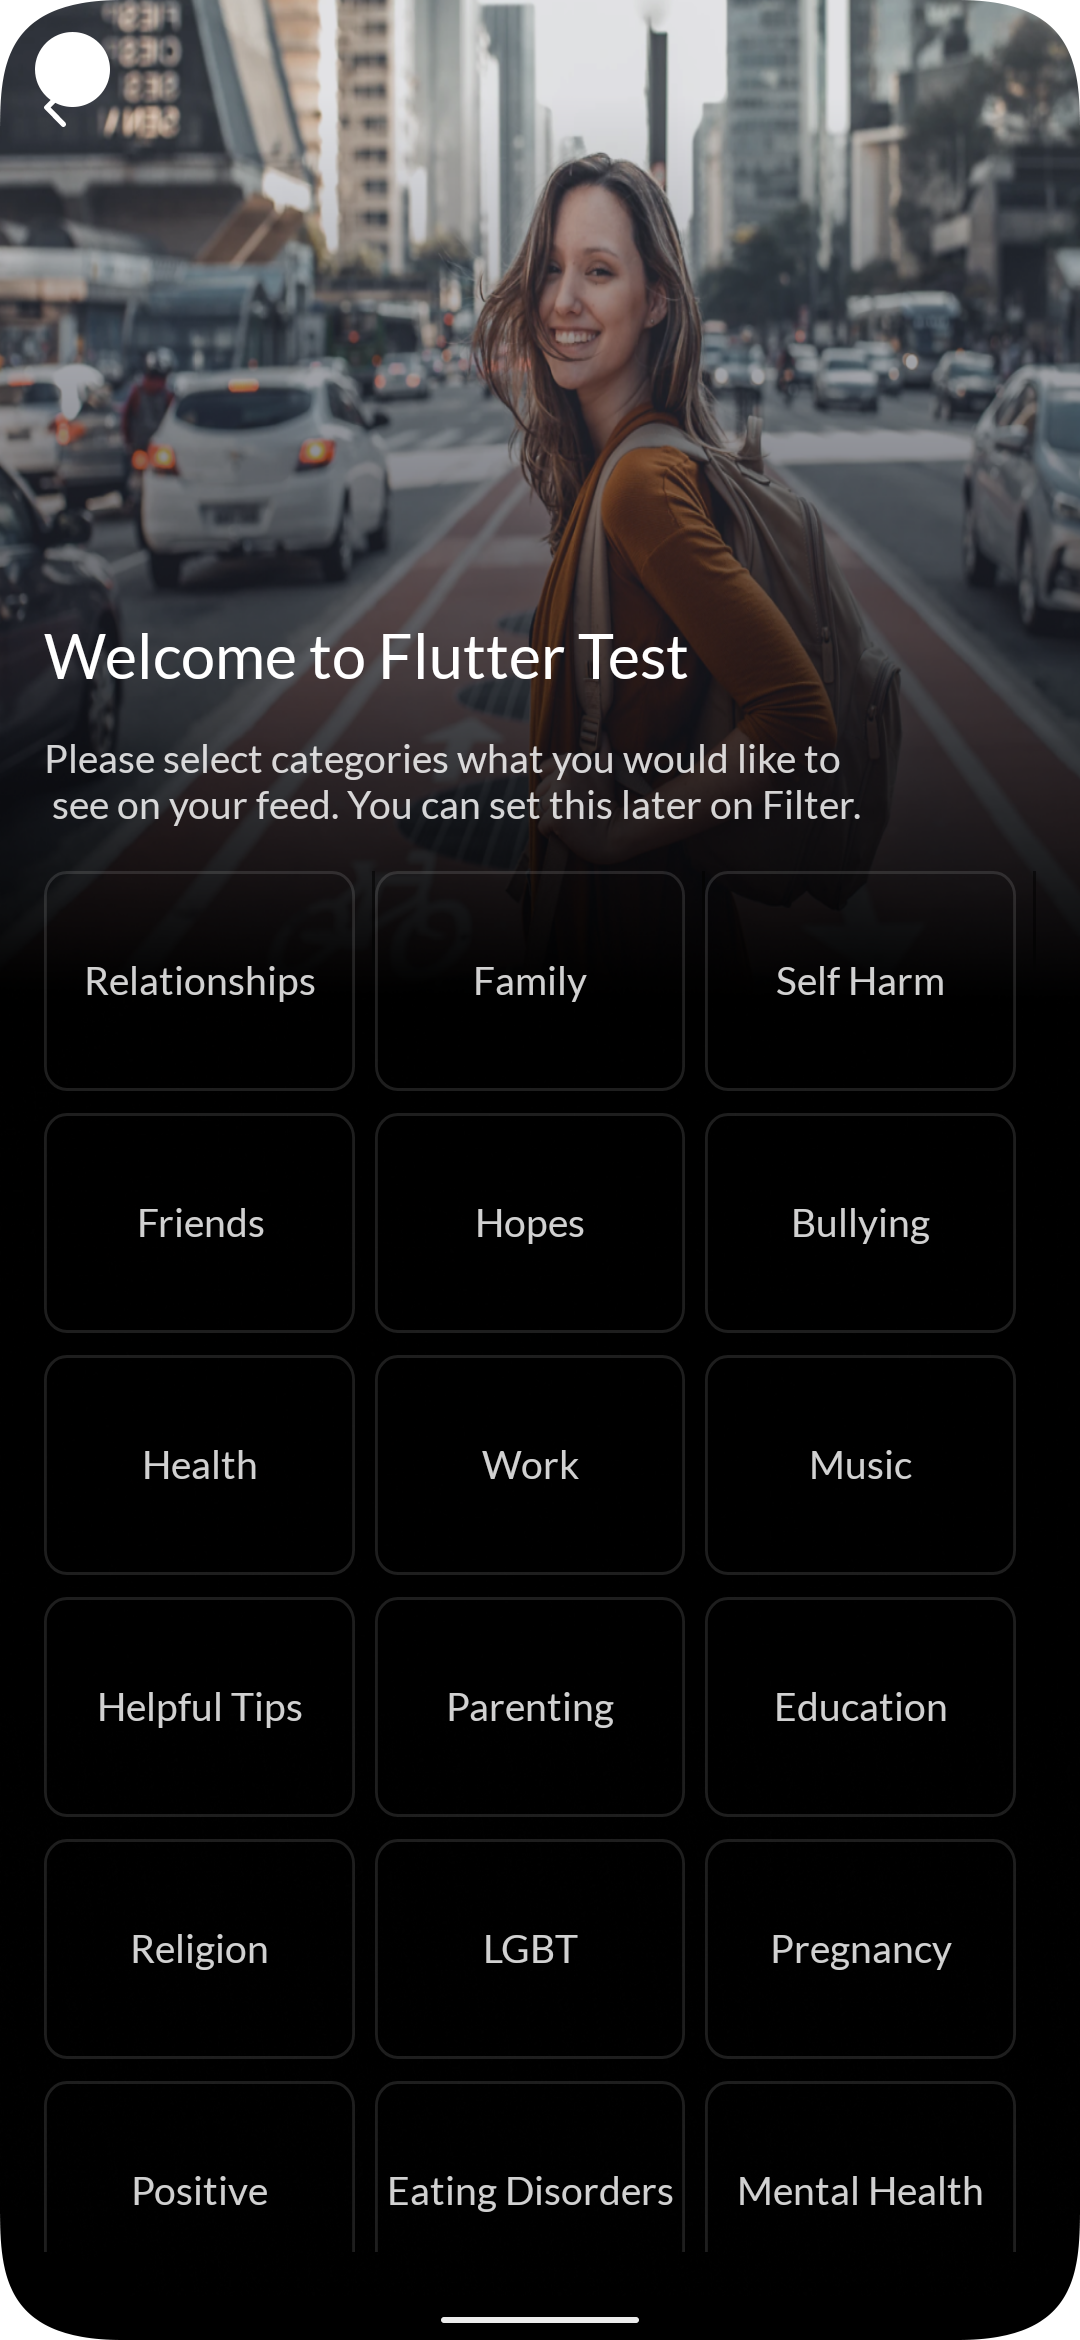 Welcome to Flutter Test
Please select categories what you would like to
see on your feed. You can set this later on Filter.
Relationships
Family
Self Harm
Friends
Hopes
Bullying
Health
Work
Music
Helpful Tips
Parenting
Education
Religion
LGBT
Pregnancy
Positive
Eating Disorders
Mental Health